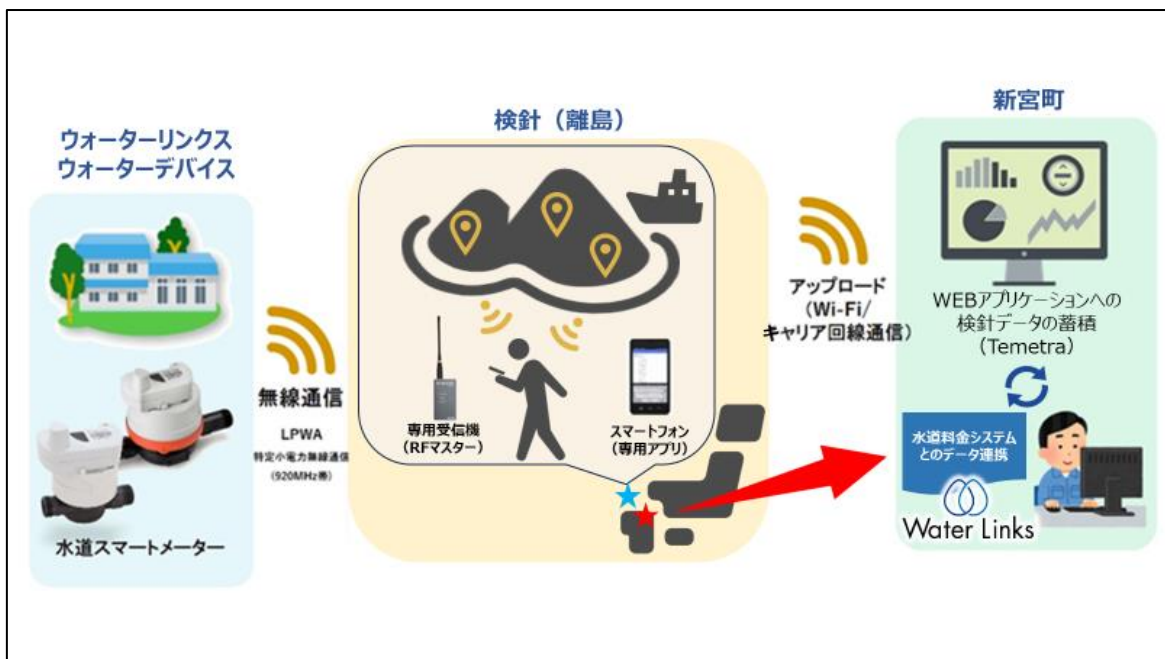 ウォーターリンクス
ウォーターデバイス
水道スマートメーター
無線通信
LPWA
特定小電力無線通信
(920MHz帯)
検針（離島）
専用受信機
(RFマスター)
スマートフォン
(専用アプリ)
アップロード
(Wi-Fi/
キャリア回線通信)
新宮町
WEBアプリケーションへの
検針データの蓄積
(Temetra)
水道料金システム
とのデータ連携
Water Links